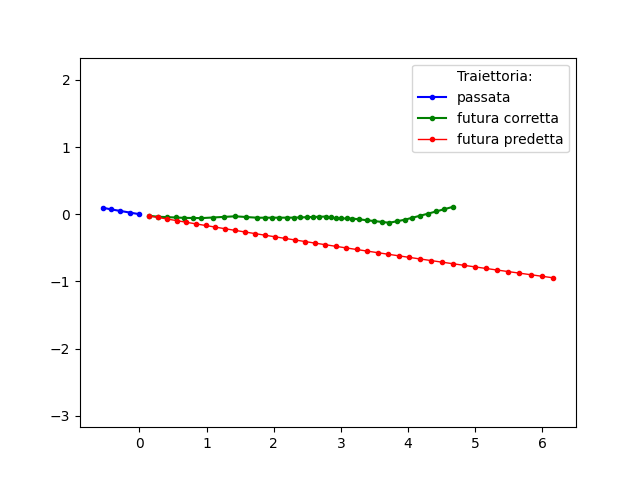 Traiettoria:
passata
futura corretta
futura predetta
2
1
0
−1
−2
−3
0 1 2 3 4 5 6